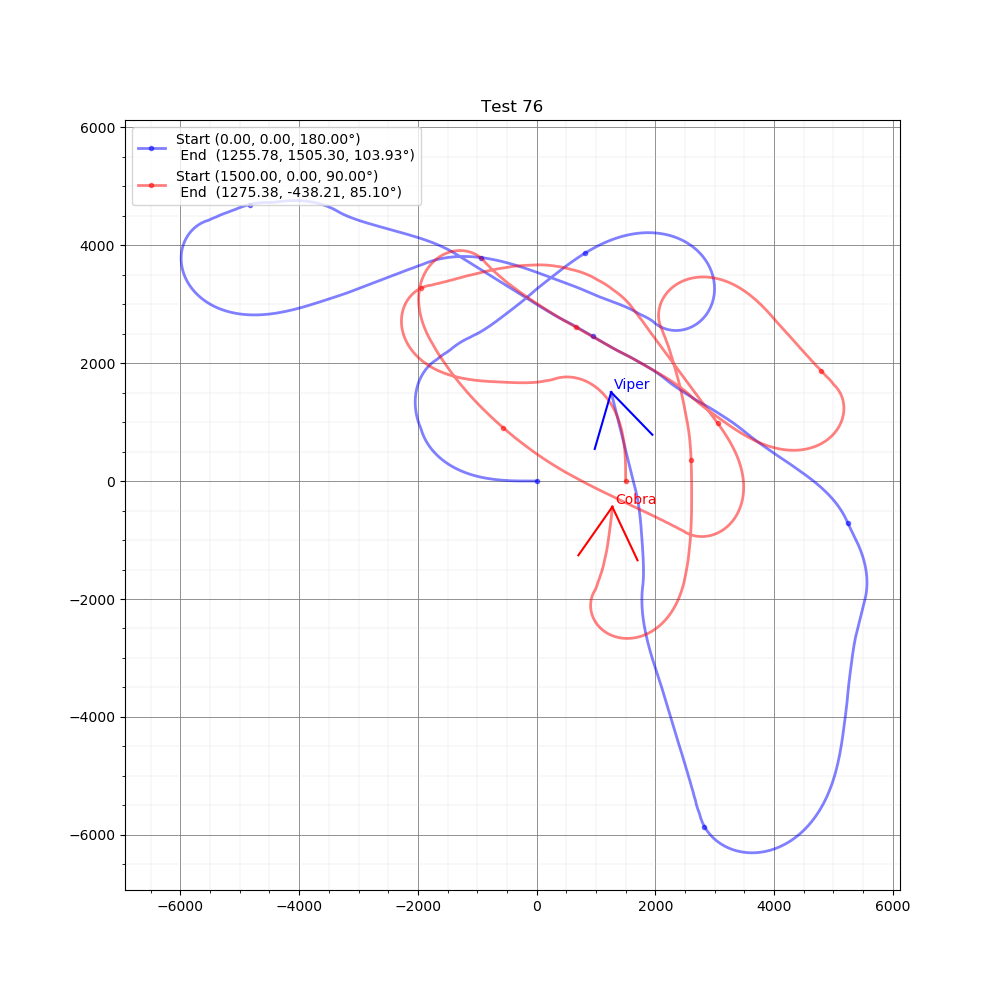 Test 76
6000
4000
2000
0
−2000
−4000
−6000
Start (0.00, 0.00, 180.00°)
End (1255.78, 1505.30, 103.93°)
Start (1500.00, 0.00, 90.00°)
End (1275.38, -438.21, 85.10°)
Viper
Cobra
−6000 −4000 −2000 0 2000 4000 6000